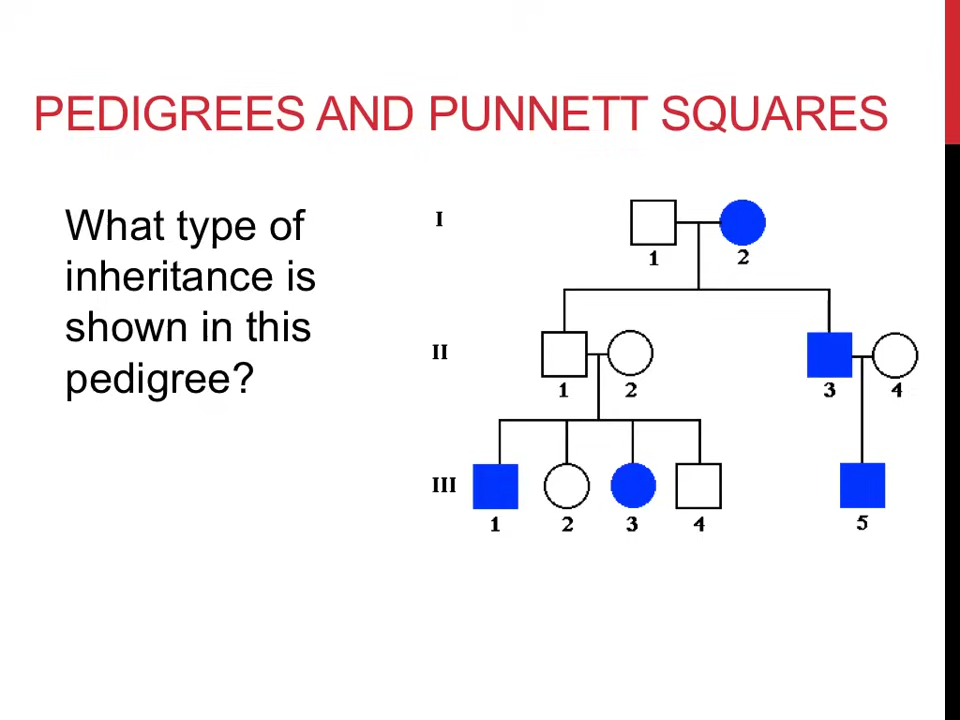 PEDIGREES AND PUNNETT SQUARES
What type of
inheritance is
shown in this
pedigree?
I
1 2
II
1 2 3 4
III
1 2 3 4 5